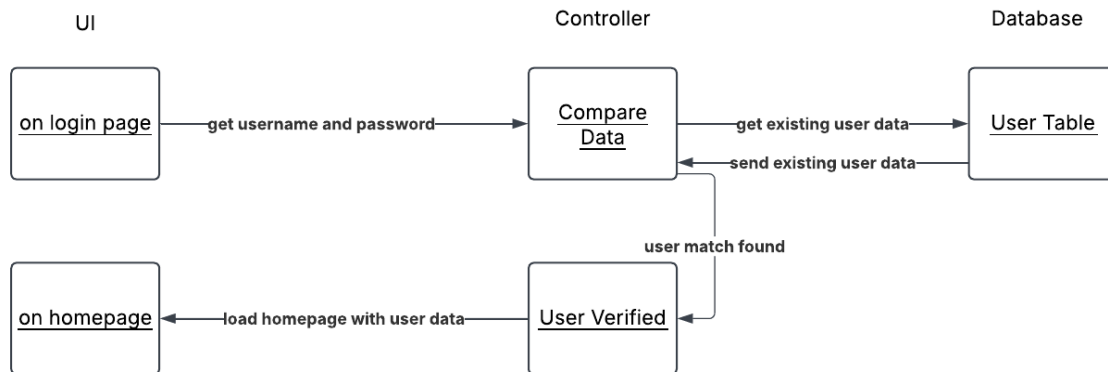 UI
Controller
Database
on login page
get username and password
Compare
Data
get existing user data
User Table
send existing user data
user match found
on homepage
load homepage with user data
User Verified